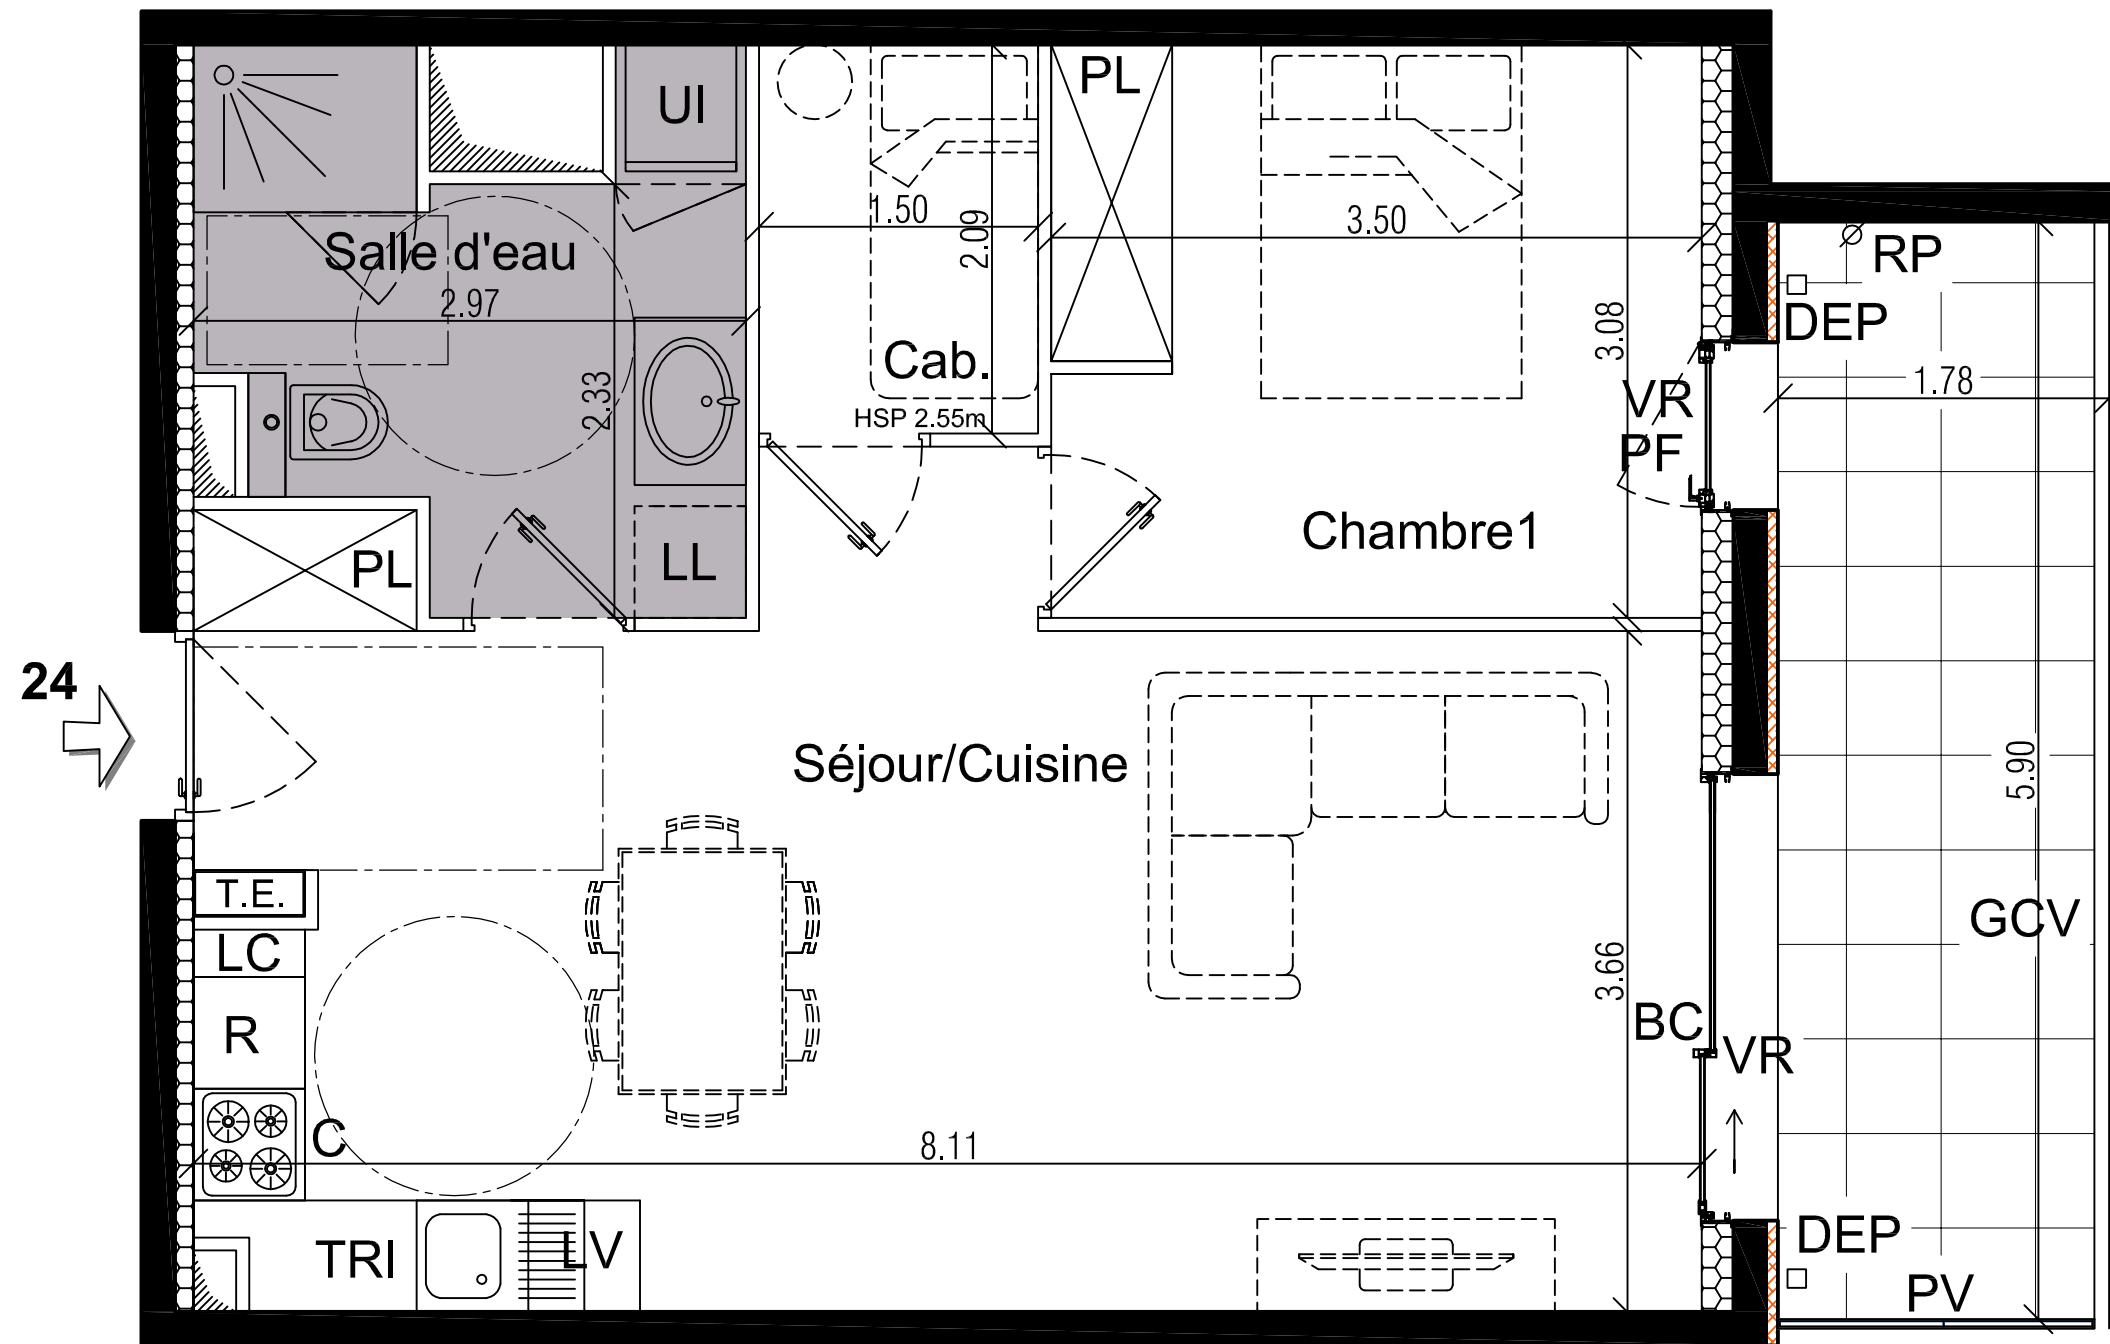 PL
UI
1.50
2.09
3.50
RP
Salle d'eau
2.97
DEP
3.08
Cab.
1.78
2.33
VR
HSP 2.55m
PF
Chambre1
PL
LL
24
Séjour/Cuisine
5.90
T.E.
GCV
LC
3.66
R
BC
VR
C
8.11
DEP
TRI
LV
PV